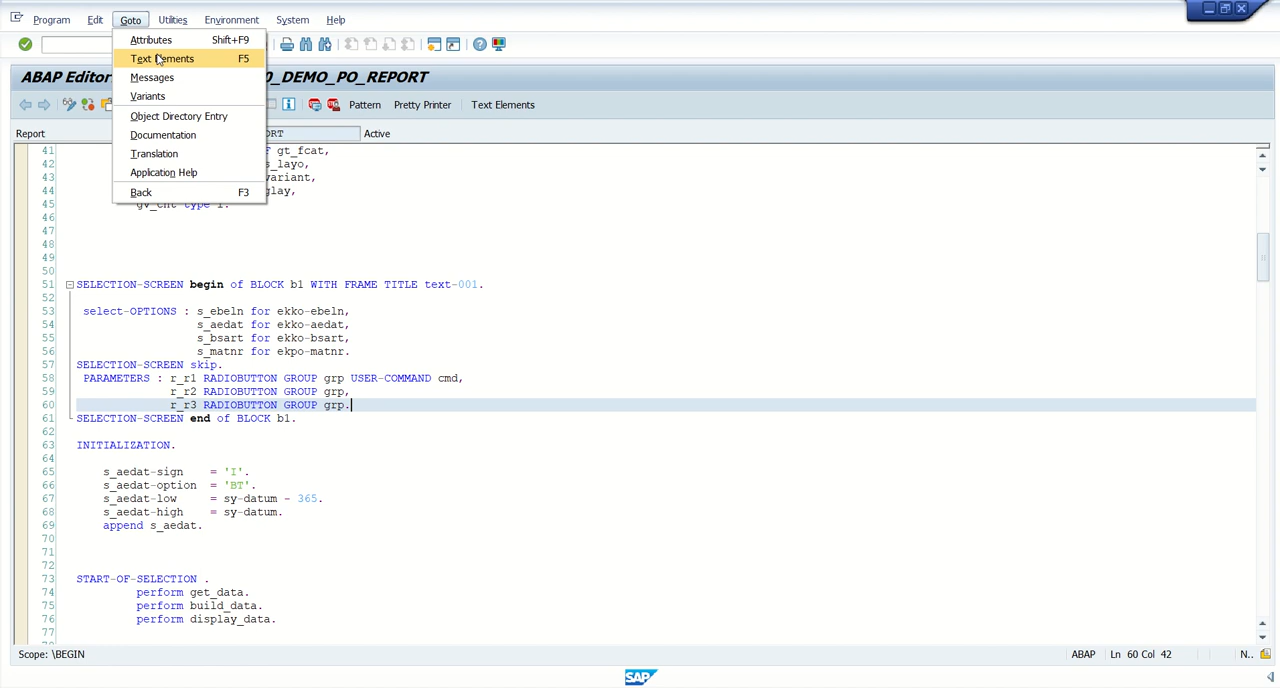 Program Edit Goto Utilities Environment System Help
Attributes Shift+F9
Text Elements F5
Messages
Variants
Object Directory Entry
Documentation
Translation
Application Help
Back F3
ABAP Editor 0_DEMO_PO_REPORT
Pattern Pretty Printer Text Elements
Report ORT Active
41 F gt_fcat,
42 s_layo,
43 variant,
44 glay,
45 gv_cnt type i.
46
47
48
49
50
51 SELECTION-SCREEN begin of BLOCK b1 WITH FRAME TITLE text-001.
52
53 select-OPTIONS : s_ebeln for ekko-ebeln,
54 s_aedat for ekko-aedat,
55 s_bsart for ekko-bsart,
56 s_matnr for ekpo-matnr.
57 SELECTION-SCREEN skip.
58 PARAMETERS : r_r1 RADIOBUTTON GROUP grp USER-COMMAND cmd,
59 r_r2 RADIOBUTTON GROUP grp,
60 r_r3 RADIOBUTTON GROUP grp.
61 SELECTION-SCREEN end of BLOCK b1.
62
63 INITIALIZATION.
64
65 s_aedat-sign = 'I'.
66 s_aedat-option = 'BT'.
67 s_aedat-low = sy-datum - 365.
68 s_aedat-high = sy-datum.
69 append s_aedat.
70
71
72
73 START-OF-SELECTION .
74 perform get_data.
75 perform build_data.
76 perform display_data.
77
Scope: \BEGIN ABAP Ln 60 Col 42 N..
SAP